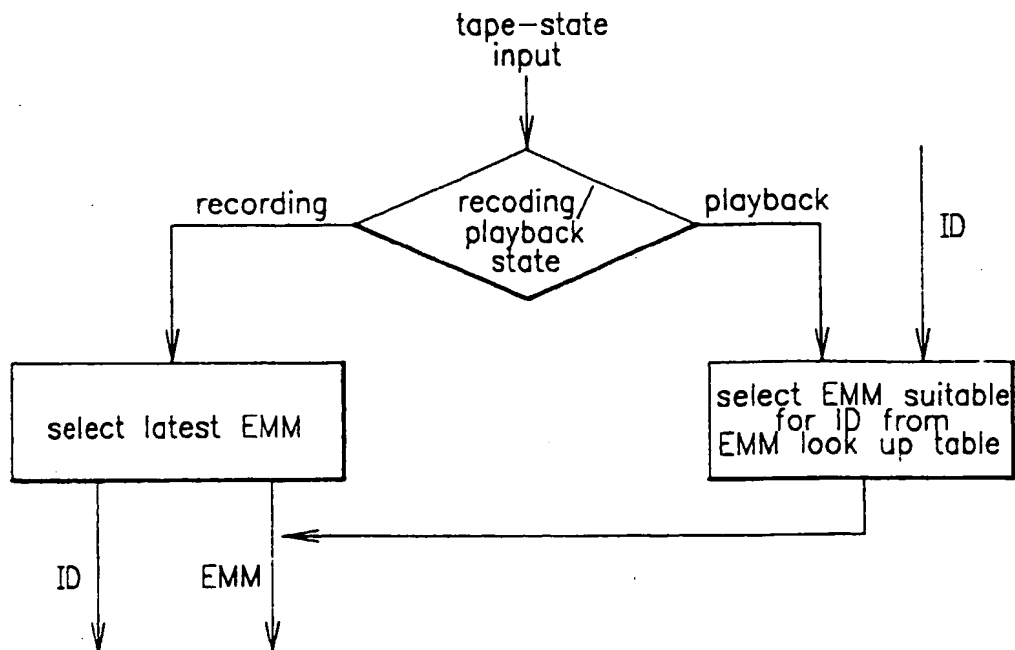 tape-state
input
recording
recoding/
playback
state
playback
ID
select latest EMM
select EMM suitable
for ID from
EMM look up table
ID
EMM